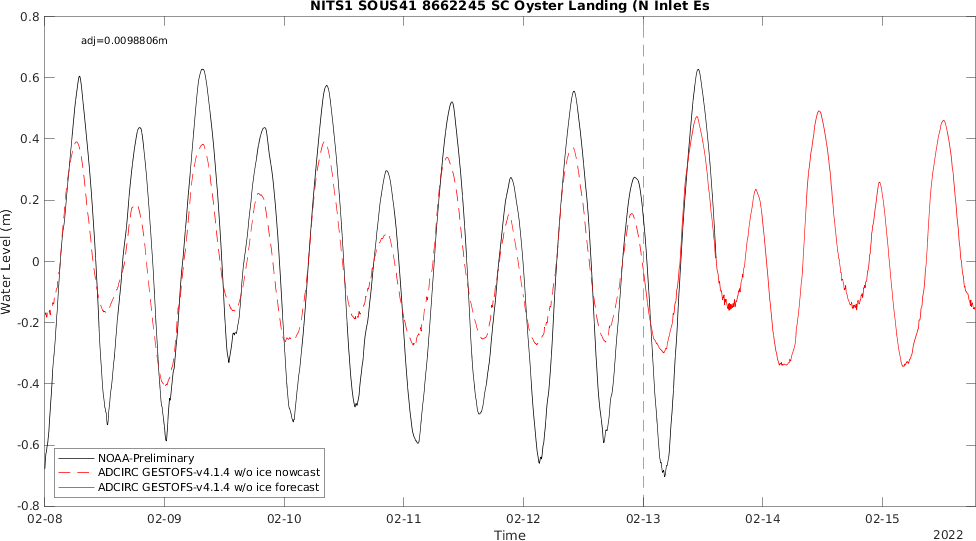 NITS1 SOUS41 8662245 SC Oyster Landing (N Inlet Es
adj=0.0098806m
0.8
0.6
0.4
0.2
0
-0.2
-0.4
-0.6
-0.8
Water Level (m)
NOAA-Preliminary
ADCIRC GESTOFS-v4.1.4 w/o ice nowcast
ADCIRC GESTOFS-v4.1.4 w/o ice forecast
02-08 02-09 02-10 02-11 02-12 02-13 02-14 02-15
Time
2022